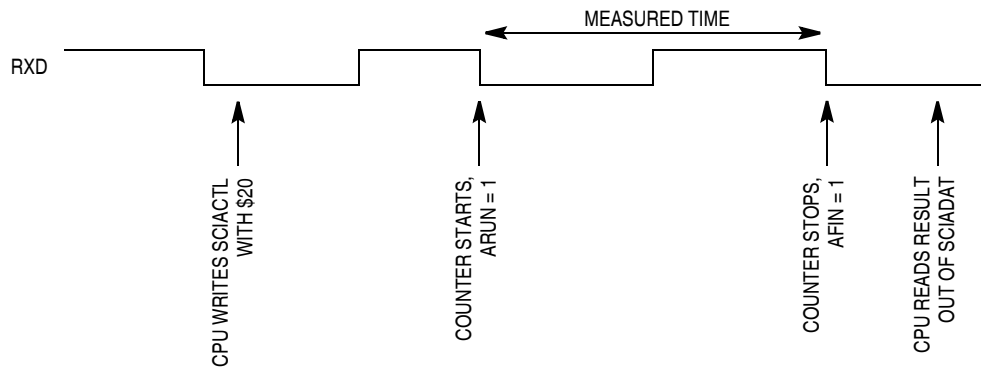 MEASURED TIME
RXD
CPU WRITES SCIACTL
WITH $20
COUNTER STARTS,
ARUN = 1
COUNTER STOPS,
AFIN = 1
CPU READS RESULT
OUT OF SCIADAT